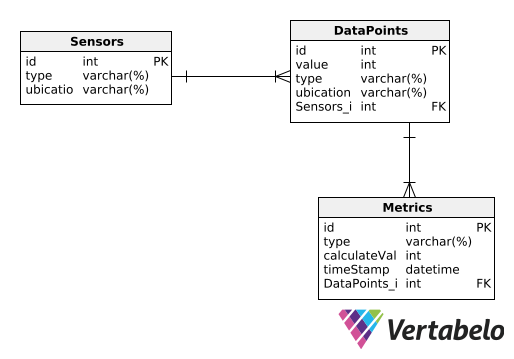 Sensors
id int PK
type varchar(%)
ubicatio varchar(%)
DataPoints
id int PK
value int
type varchar(%)
ubication varchar(%)
Sensors_i int FK
Metrics
id int PK
type varchar(%)
calculateVal int
timeStamp datetime
DataPoints_i int FK
Vertabelo